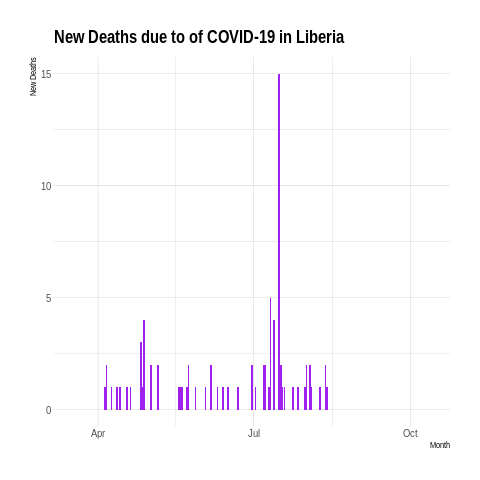 New Deaths due to of COVID-19 in Liberia
New Deaths
15
10
5
0
Apr
Jul
Oct
Month